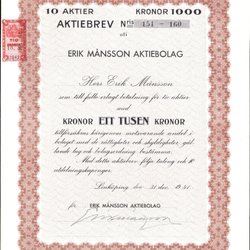 10 AKTIER KRONOR 1000
AKTIEBREV Nris 151 - 160
uti
ERIK MÅNSSON AKTIEBOLAG
Herr Erik Månsson
som till fullo erlagt betalning för tio aktier
med
KRONOR ETT TUSEN KRONOR
tillförsäkras härigenom motsvarande andel i
bolaget med de rättigheter och skyldigheter, gäl-
lande lag och bolagsordning bestämma.
Med detta aktiebrev följa talong och 10
utdelningskuponger.
Linköping den 31 dec. 1951
ERIK MÅNSSON AKTIEBOLAG